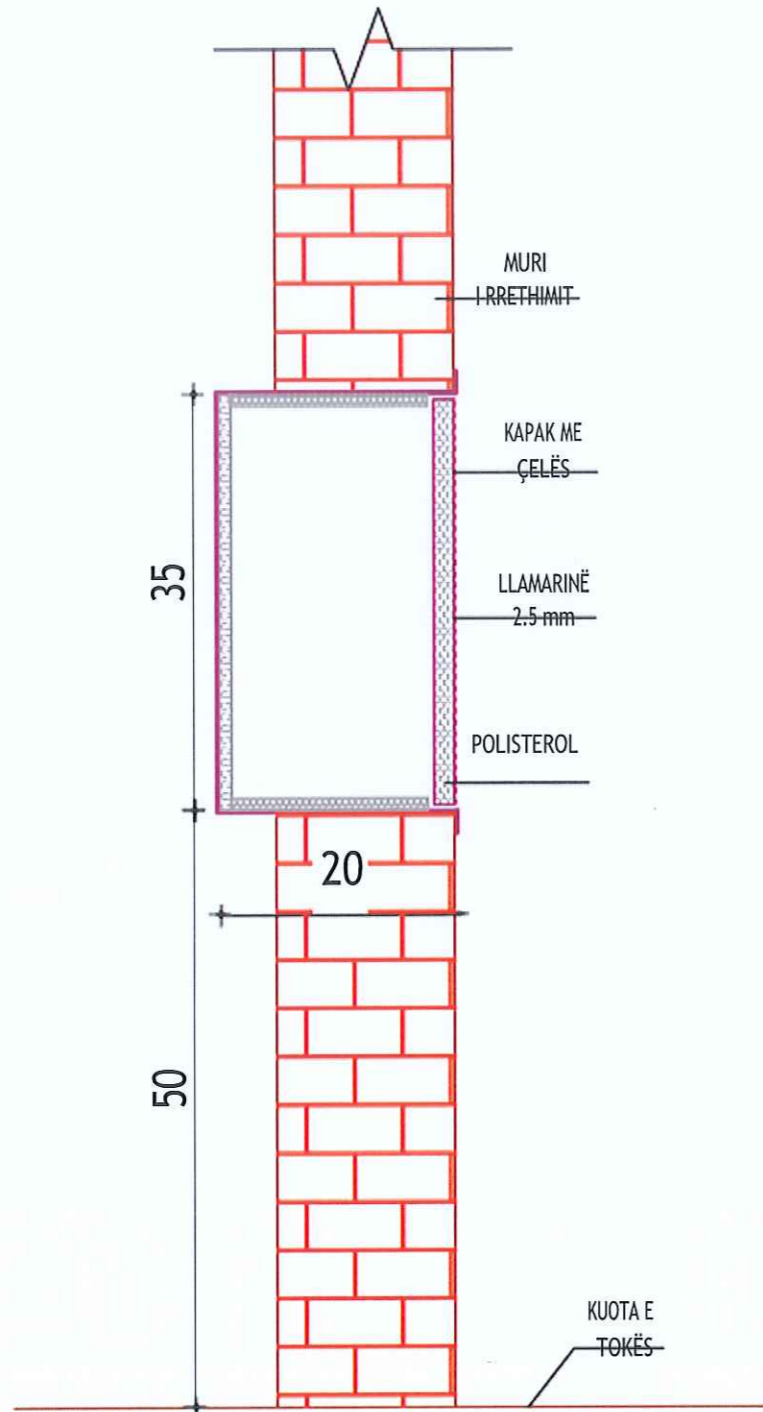 MURI
I RRETHIMIT
KAPAK ME
ÇELËS
35
LLAMARINË
2.5 mm
POLISTEROL
20
50
KUOTA E
TOKËS